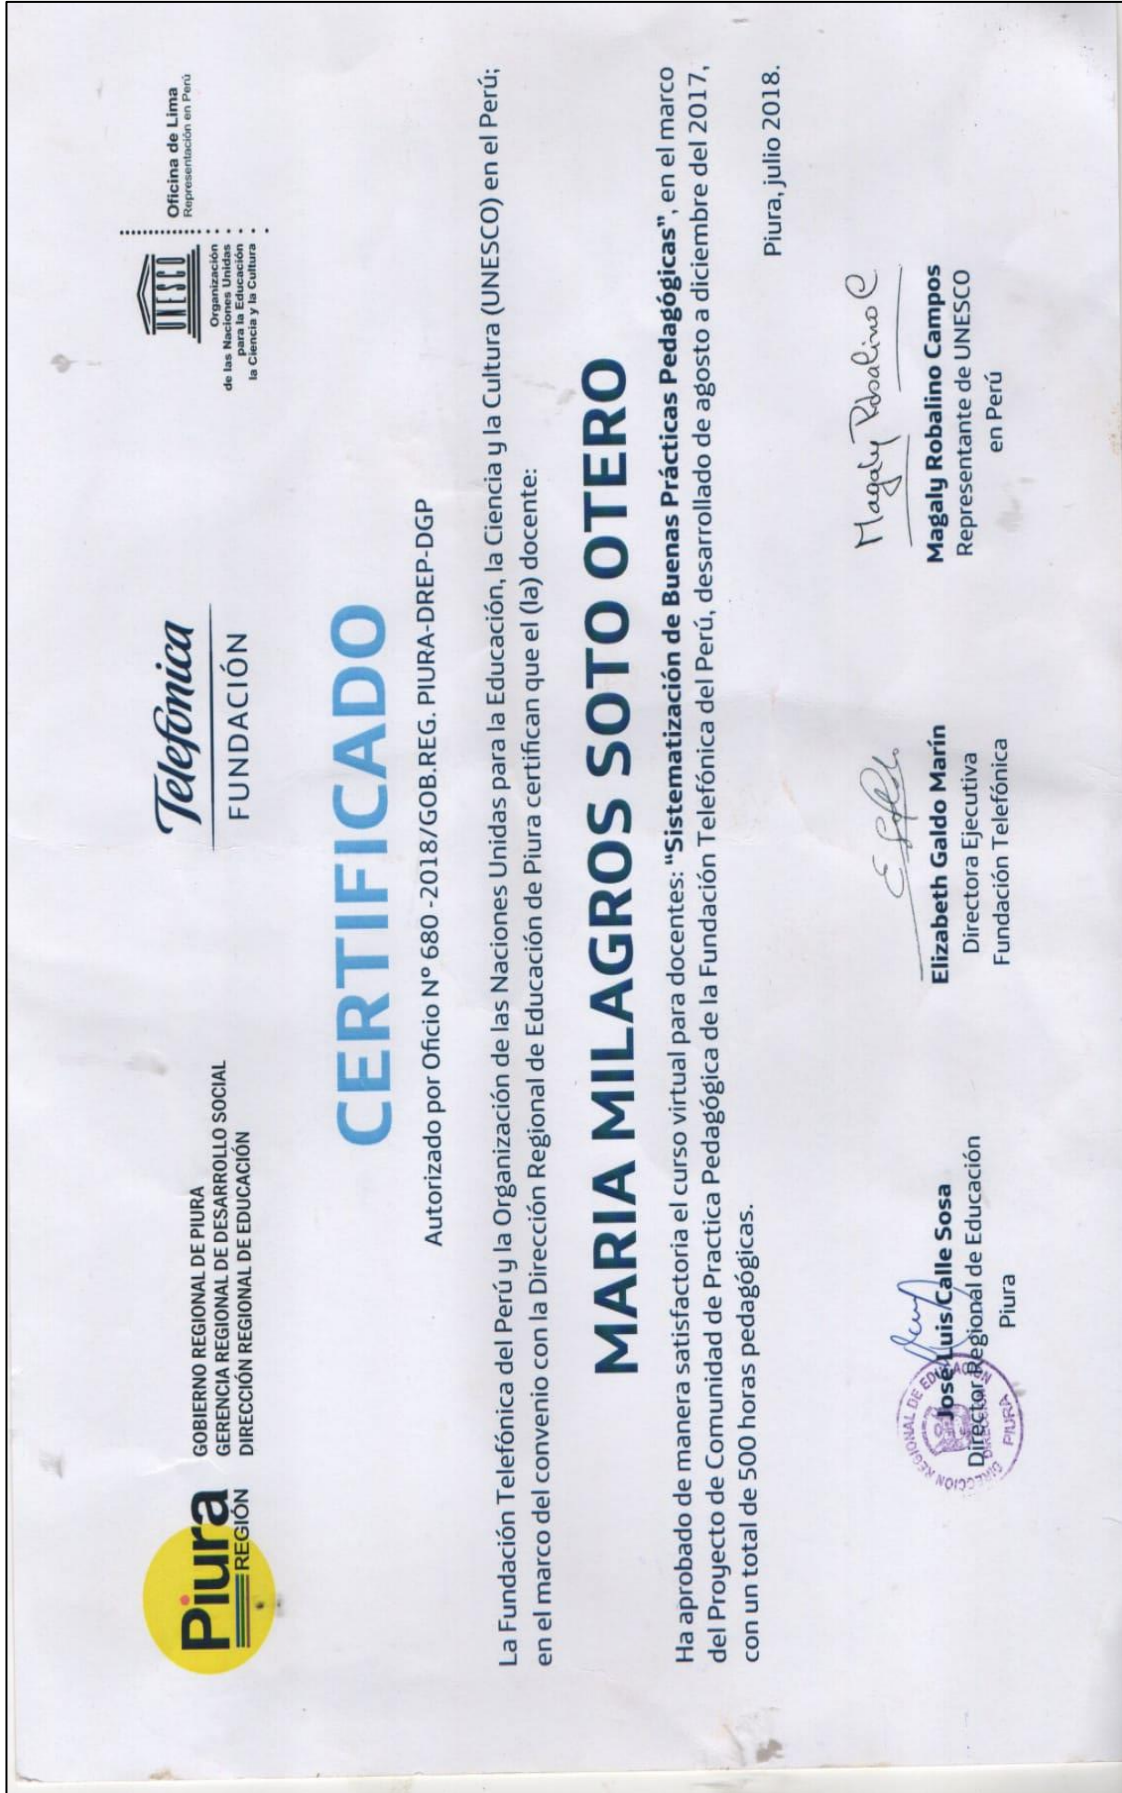 Piura
REGIÓN
GOBIERNO REGIONAL DE PIURA
GERENCIA REGIONAL DE DESARROLLO SOCIAL
DIRECCIÓN REGIONAL DE EDUCACIÓN
Telefónica
FUNDACIÓN
UNESCO
Organización
de las Naciones Unidas
para la Educación
la Ciencia y la Cultura
Oficina de Lima
Representación en Perú
CERTIFICADO
Autorizado por Oficio Nº 680 -2018/GOB.REG. PIURA-DREP-DGP
La Fundación Telefónica del Perú y la Organización de las Naciones Unidas para la Educación, la Ciencia y la Cultura (UNESCO) en el Perú;
en el marco del convenio con la Dirección Regional de Educación de Piura certifican que el (la) docente:
MARIA MILAGROS SOTO OTERO
Ha aprobado de manera satisfactoria el curso virtual para docentes: "Sistematización de Buenas Prácticas Pedagógicas", en el marco
del Proyecto de Comunidad de Practica Pedagógica de la Fundación Telefónica del Perú, desarrollado de agosto a diciembre del 2017,
con un total de 500 horas pedagógicas.
Piura, julio 2018.
DIRECCION REGIONAL DE EDUCACION
DIRECCION
PIURA
José Luis Calle Sosa
Director Regional de Educación
Piura
Elizabeth Galdo Marín
Directora Ejecutiva
Fundación Telefónica
Magaly Robalino C
Magaly Robalino Campos
Representante de UNESCO
en Perú